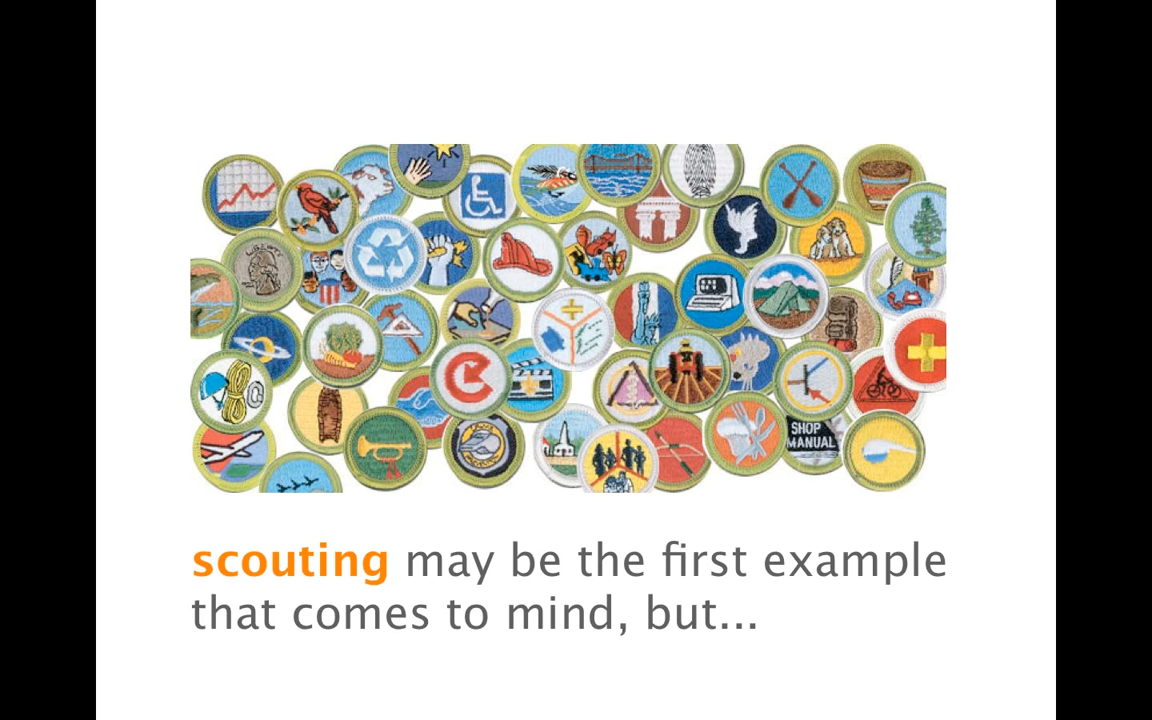 SHOP
MANUAL
scouting may be the first example
that comes to mind, but...